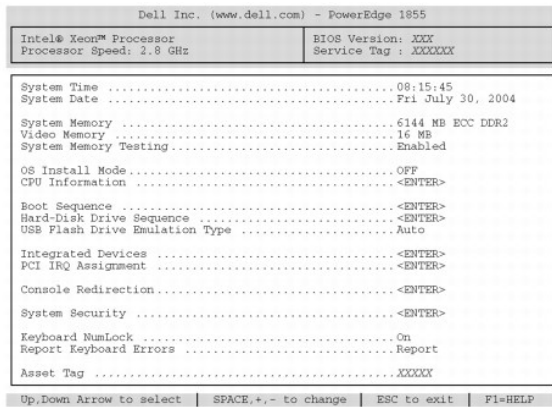 Dell Inc. (www.dell.com) - PowerEdge 1855
Intel® Xeon™ Processor
Processor Speed: 2.8 GHz
BIOS Version: XXX
Service Tag : XXXXXX
System Time ........................................ 08:15:45
System Date ........................................ Fri July 30, 2004
System Memory ...................................... 6144 MB ECC DDR2
Video Memory ....................................... 16 MB
System Memory Testing............................... Enabled
OS Install Mode..................................... OFF
CPU Information .................................... <ENTER>
Boot Sequence ...................................... <ENTER>
Hard-Disk Drive Sequence ........................... <ENTER>
USB Flash Drive Emulation Type ..................... Auto
Integrated Devices ................................. <ENTER>
PCI IRQ Assignment ................................. <ENTER>
Console Redirection................................. <ENTER>
System Security .................................... <ENTER>
Keyboard NumLock ................................... On
Report Keyboard Errors ............................. Report
Asset Tag .......................................... XXXXX
Up,Down Arrow to select | SPACE,+,- to change | ESC to exit | F1=HELP